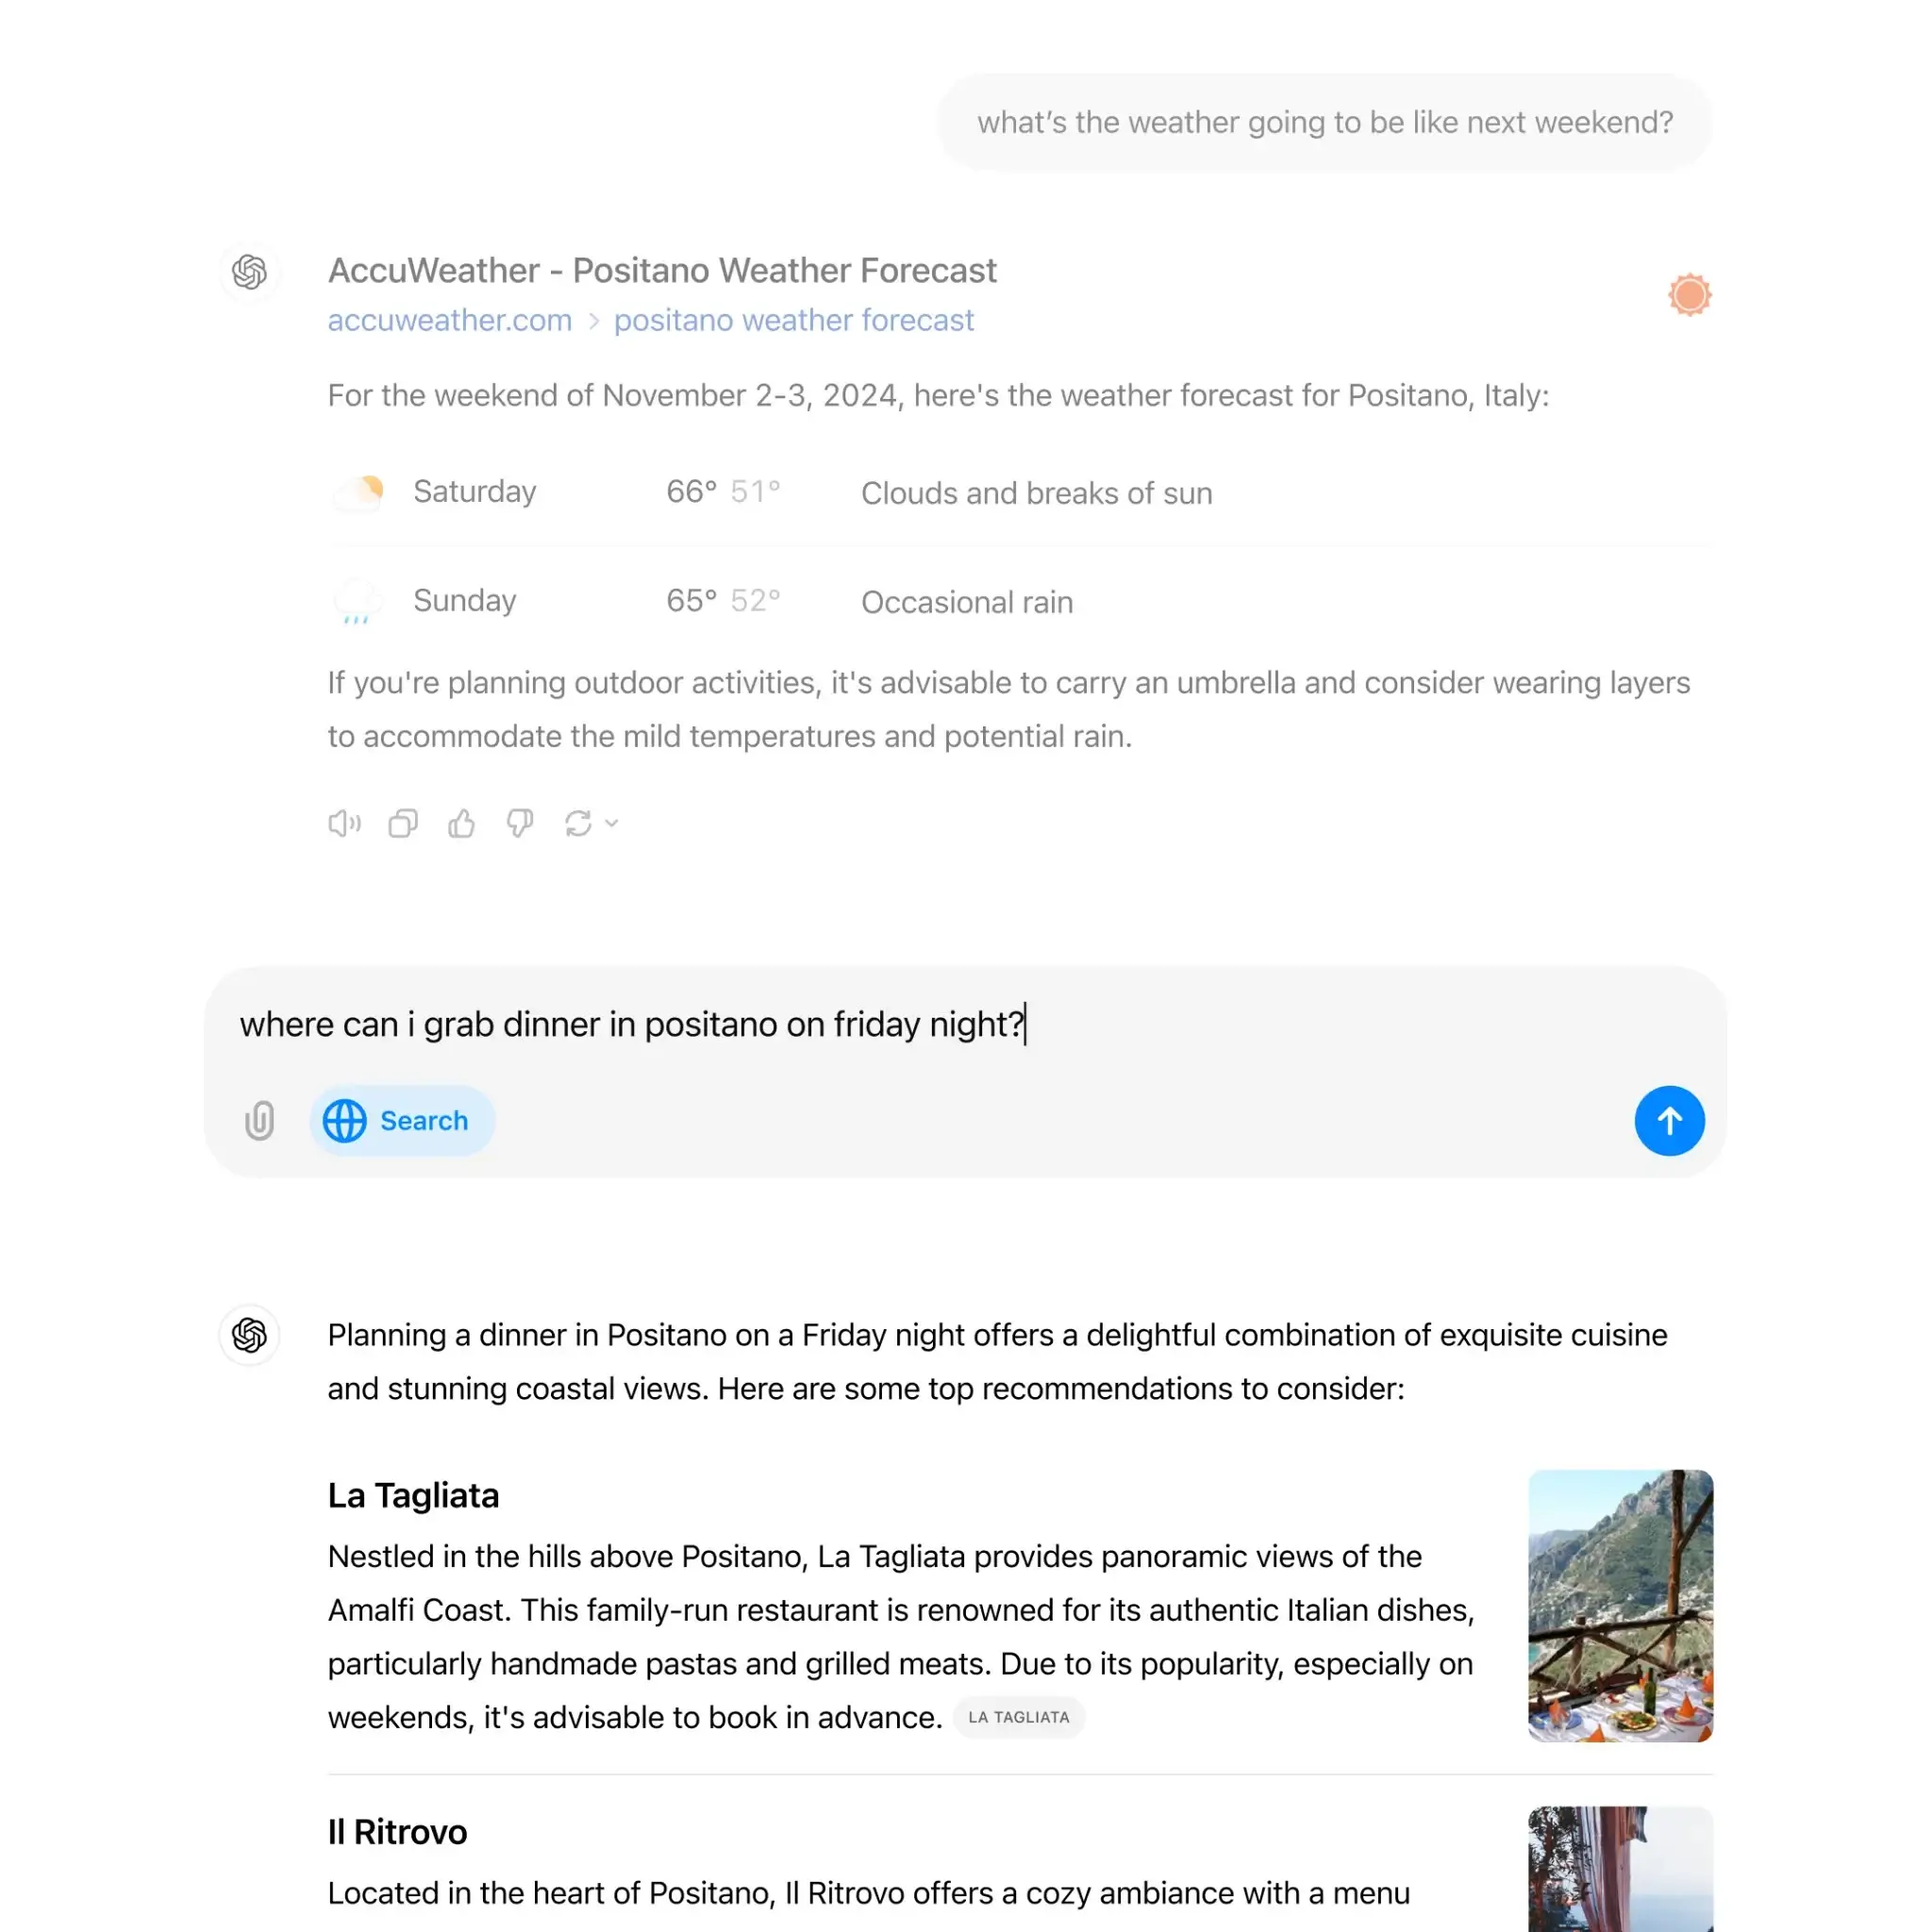 what’s the weather going to be like next weekend?
AccuWeather - Positano Weather Forecast
accuweather.com > positano weather forecast
For the weekend of November 2-3, 2024, here's the weather forecast for Positano, Italy:
Saturday 66° 51° Clouds and breaks of sun
Sunday 65° 52° Occasional rain
If you're planning outdoor activities, it's advisable to carry an umbrella and consider wearing layers
to accommodate the mild temperatures and potential rain.
where can i grab dinner in positano on friday night?
Search
Planning a dinner in Positano on a Friday night offers a delightful combination of exquisite cuisine
and stunning coastal views. Here are some top recommendations to consider:
La Tagliata
Nestled in the hills above Positano, La Tagliata provides panoramic views of the
Amalfi Coast. This family-run restaurant is renowned for its authentic Italian dishes,
particularly handmade pastas and grilled meats. Due to its popularity, especially on
weekends, it's advisable to book in advance. LA TAGLIATA
Il Ritrovo
Located in the heart of Positano, Il Ritrovo offers a cozy ambiance with a menu